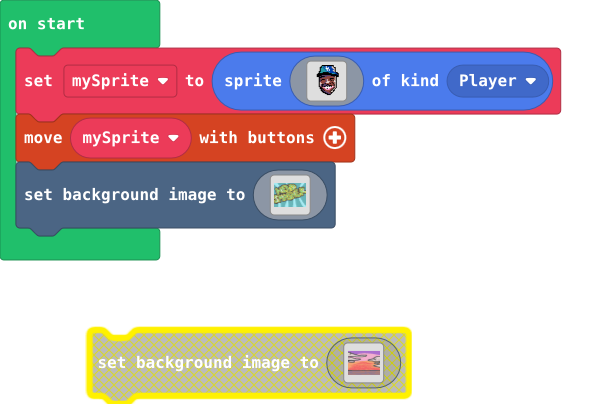 on start
set mySprite to sprite of kind Player
move mySprite with buttons
set background image to
set background image to